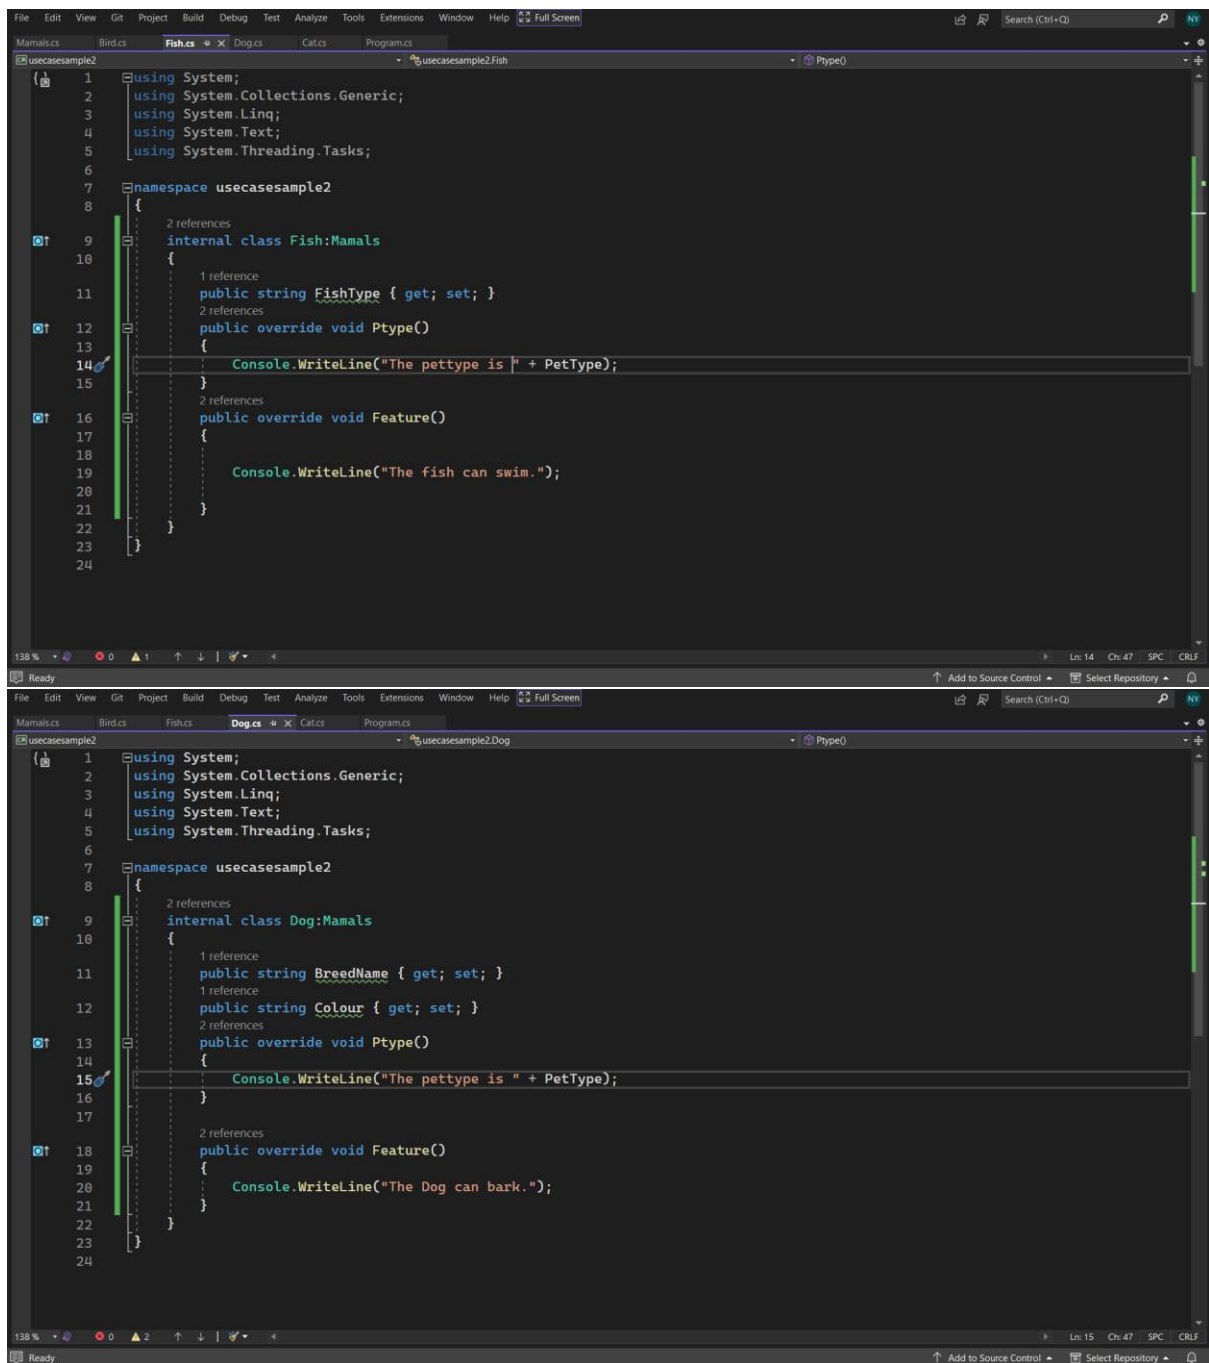 File Edit View Git Project Build Debug Test Analyze Tools Extensions Window Help Full Screen Search (Ctrl+Q) NY
Mamals.cs Bird.cs Fish.cs Dog.cs Cat.cs Program.cs
usecasesample2 usecasesample2.Fish Ptype()
1 using System;
2 using System.Collections.Generic;
3 using System.Linq;
4 using System.Text;
5 using System.Threading.Tasks;
6
7 namespace usecasesample2
8 {
2 references
9 internal class Fish:Mamals
10 {
1 reference
11 public string FishType { get; set; }
2 references
12 public override void Ptype()
13 {
14 Console.WriteLine("The pettype is " + PetType);
15 }
2 references
16 public override void Feature()
17 {
18
19 Console.WriteLine("The fish can swim.");
20
21 }
22 }
23 }
24
138 % 0 1 Ln: 14 Ch: 47 SPC CRLF
Ready Add to Source Control Select Repository
File Edit View Git Project Build Debug Test Analyze Tools Extensions Window Help Full Screen Search (Ctrl+Q) NY
Mamals.cs Bird.cs Fish.cs Dog.cs Cat.cs Program.cs
usecasesample2 usecasesample2.Dog Ptype()
1 using System;
2 using System.Collections.Generic;
3 using System.Linq;
4 using System.Text;
5 using System.Threading.Tasks;
6
7 namespace usecasesample2
8 {
2 references
9 internal class Dog:Mamals
10 {
1 reference
11 public string BreedName { get; set; }
1 reference
12 public string Colour { get; set; }
2 references
13 public override void Ptype()
14 {
15 Console.WriteLine("The pettype is " + PetType);
16 }
17
2 references
18 public override void Feature()
19 {
20 Console.WriteLine("The Dog can bark.");
21 }
22 }
23 }
24
138 % 0 2 Ln: 15 Ch: 47 SPC CRLF
Ready Add to Source Control Select Repository